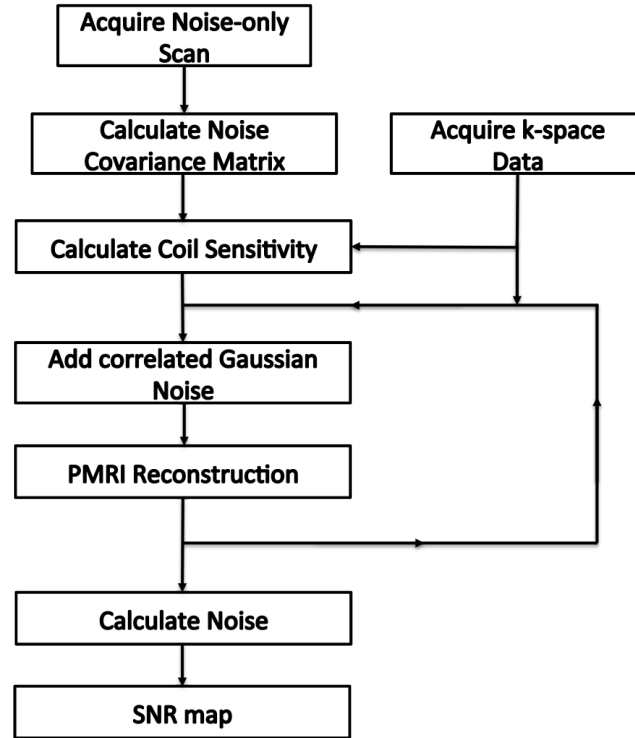 Acquire Noise-only
Scan
Calculate Noise
Covariance Matrix
Acquire k-space
Data
Calculate Coil Sensitivity
Add correlated Gaussian
Noise
PMRI Reconstruction
Calculate Noise
SNR map